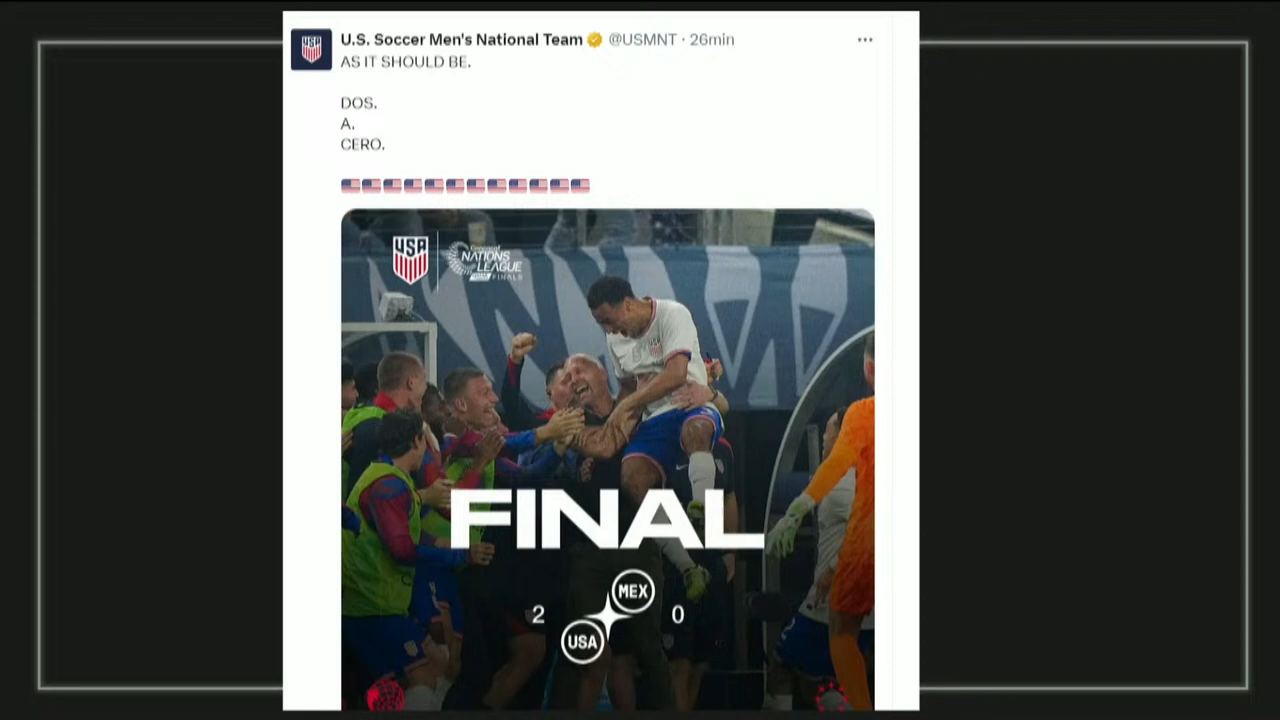 U.S. Soccer Men's National Team @USMNT · 26min
AS IT SHOULD BE.
DOS.
A.
CERO.
USA
Concacaf
NATIONS
LEAGUE
FINALS
FINAL
MEX
2 0
USA